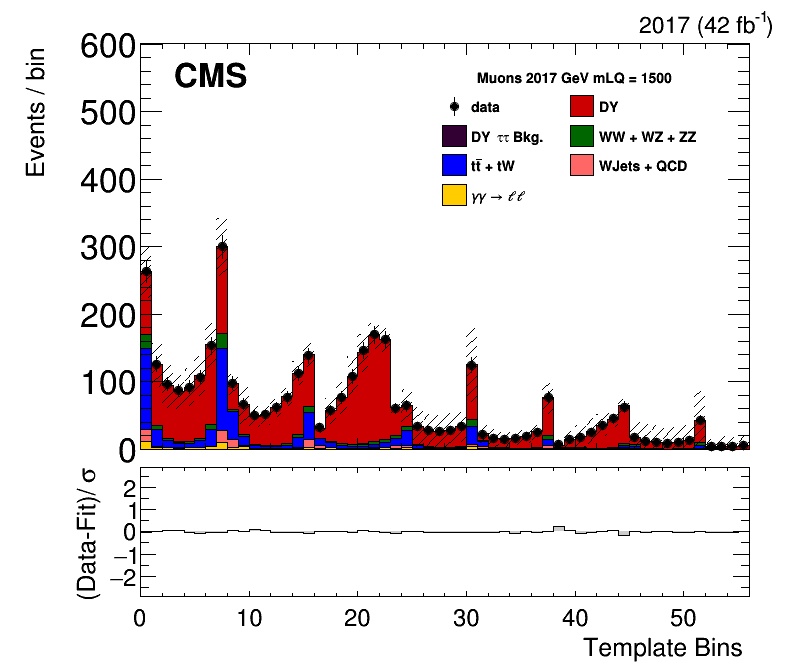 2017 (42 fb⁻¹)
CMS
Muons 2017 GeV mLQ = 1500
data
DY
DY ττ Bkg.
WW + WZ + ZZ
tt̄ + tW
WJets + QCD
γγ → ℓℓ
Events / bin
600
500
400
300
200
100
0
(Data-Fit)/ σ
2
1
0
−1
−2
0 10 20 30 40 50
Template Bins